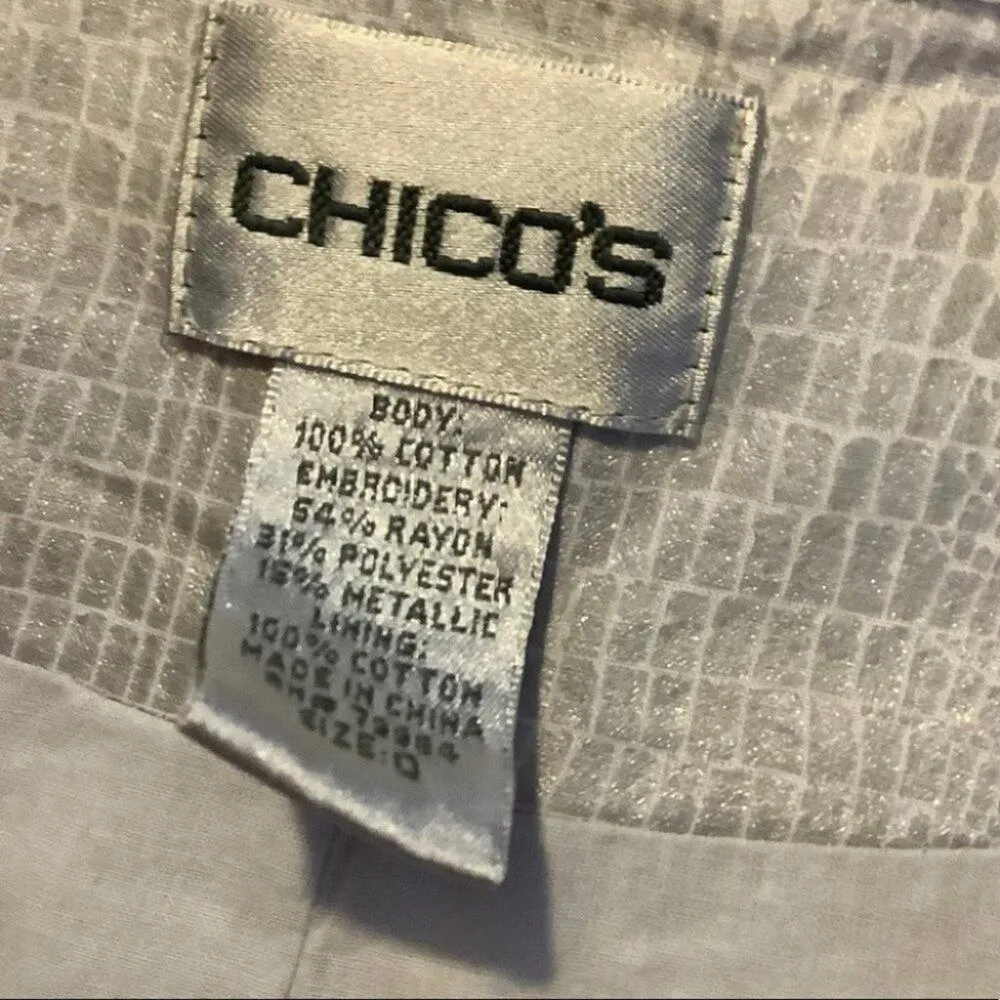 CHICO'S
BODY:
100% COTTON
EMBROIDERY:
54% RAYON
31% POLYESTER
15% METALLIC
LINING:
100% COTTON
MADE IN CHINA
SIZE:0